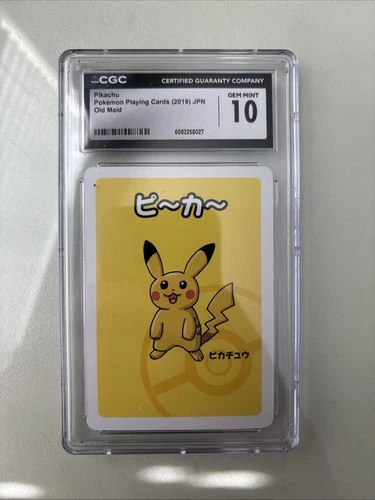 CGC
CERTIFIED GUARANTY COMPANY
Pikachu
Pokémon Playing Cards (2019) JPN
Old Maid
GEM MINT
10
6082258027
ピ〜カ〜
ピカチュウ